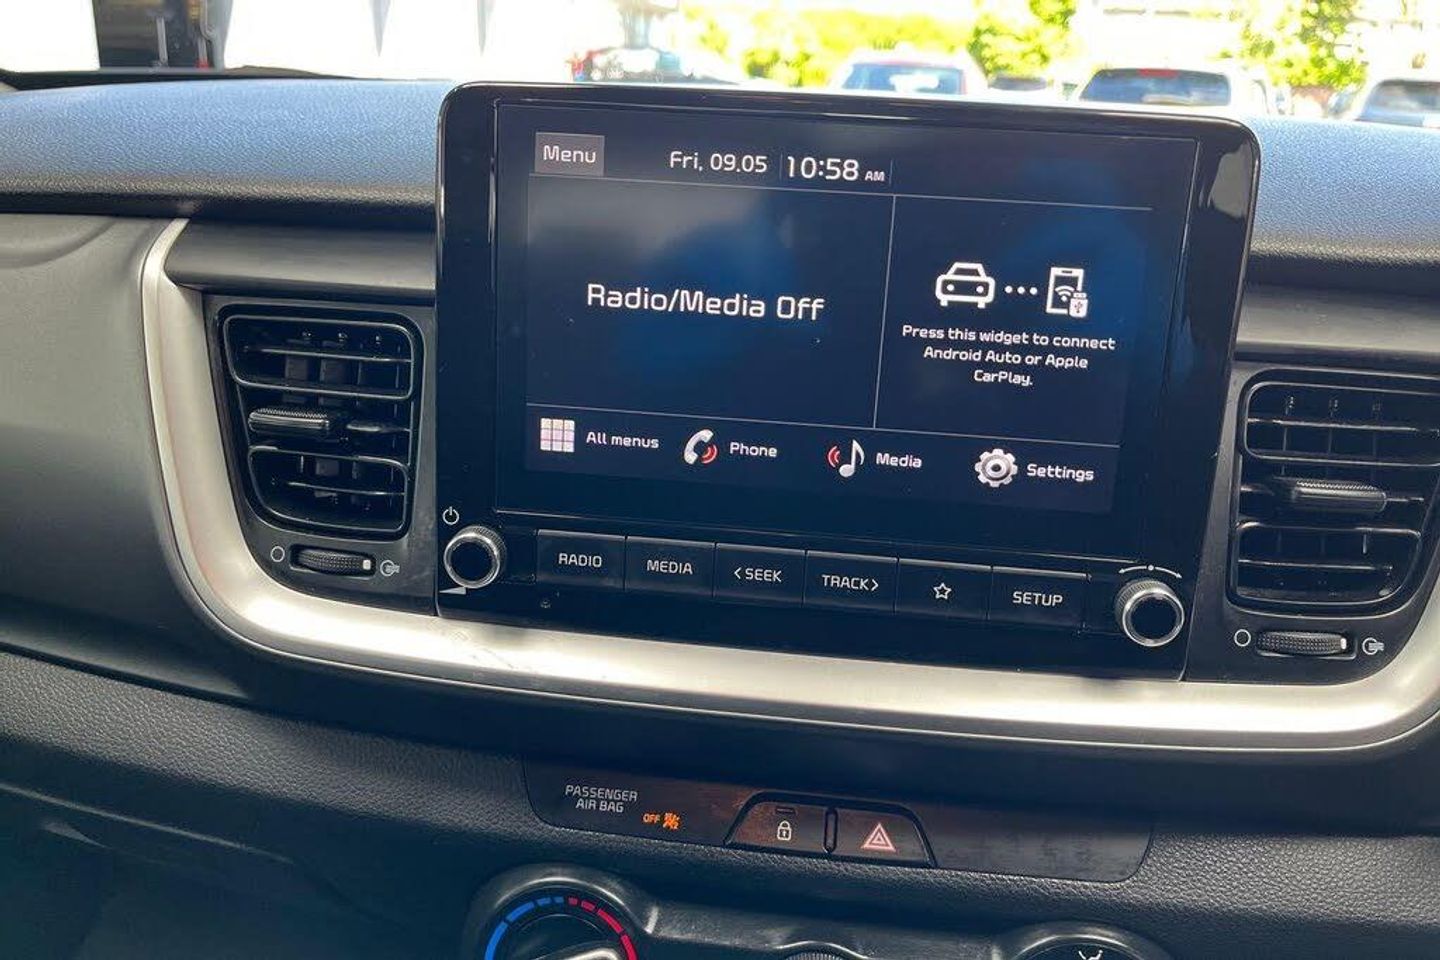 Menu
Fri, 09.05 10:58 AM
Radio/Media Off
Press this widget to connect
Android Auto or Apple
CarPlay.
All menus
Phone
Media
Settings
RADIO
MEDIA
<SEEK
TRACK>
SETUP
PASSENGER
AIR BAG
OFF